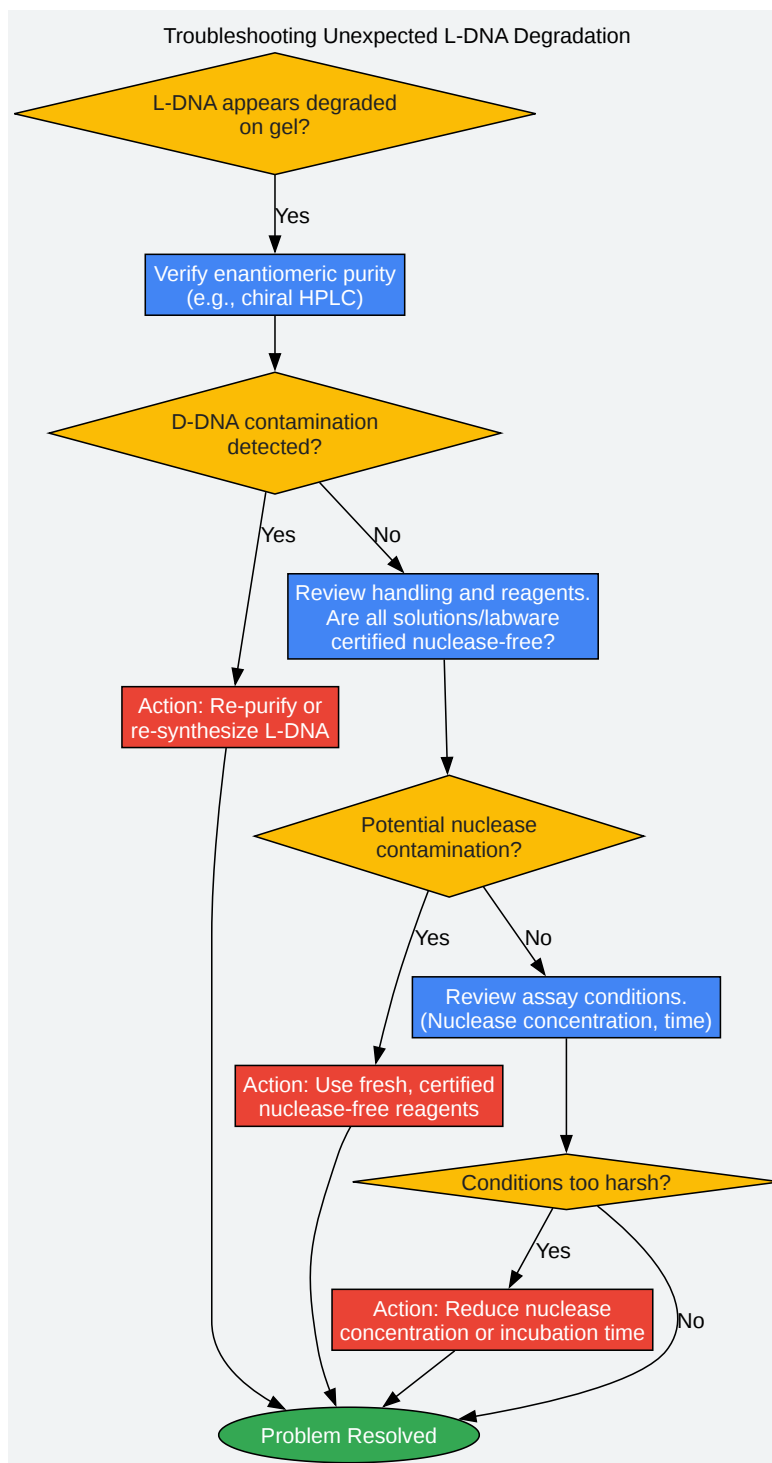 Troubleshooting Unexpected L-DNA Degradation
L-DNA appears degraded
on gel?
Yes
Verify enantiomeric purity
(e.g., chiral HPLC)
D-DNA contamination
detected?
Yes
No
Review handling and reagents.
Are all solutions/labware
certified nuclease-free?
Action: Re-purify or
re-synthesize L-DNA
Potential nuclease
contamination?
Yes
No
Review assay conditions.
(Nuclease concentration, time)
Action: Use fresh, certified
nuclease-free reagents
Conditions too harsh?
Yes
Action: Reduce nuclease
concentration or incubation time
No
Problem Resolved